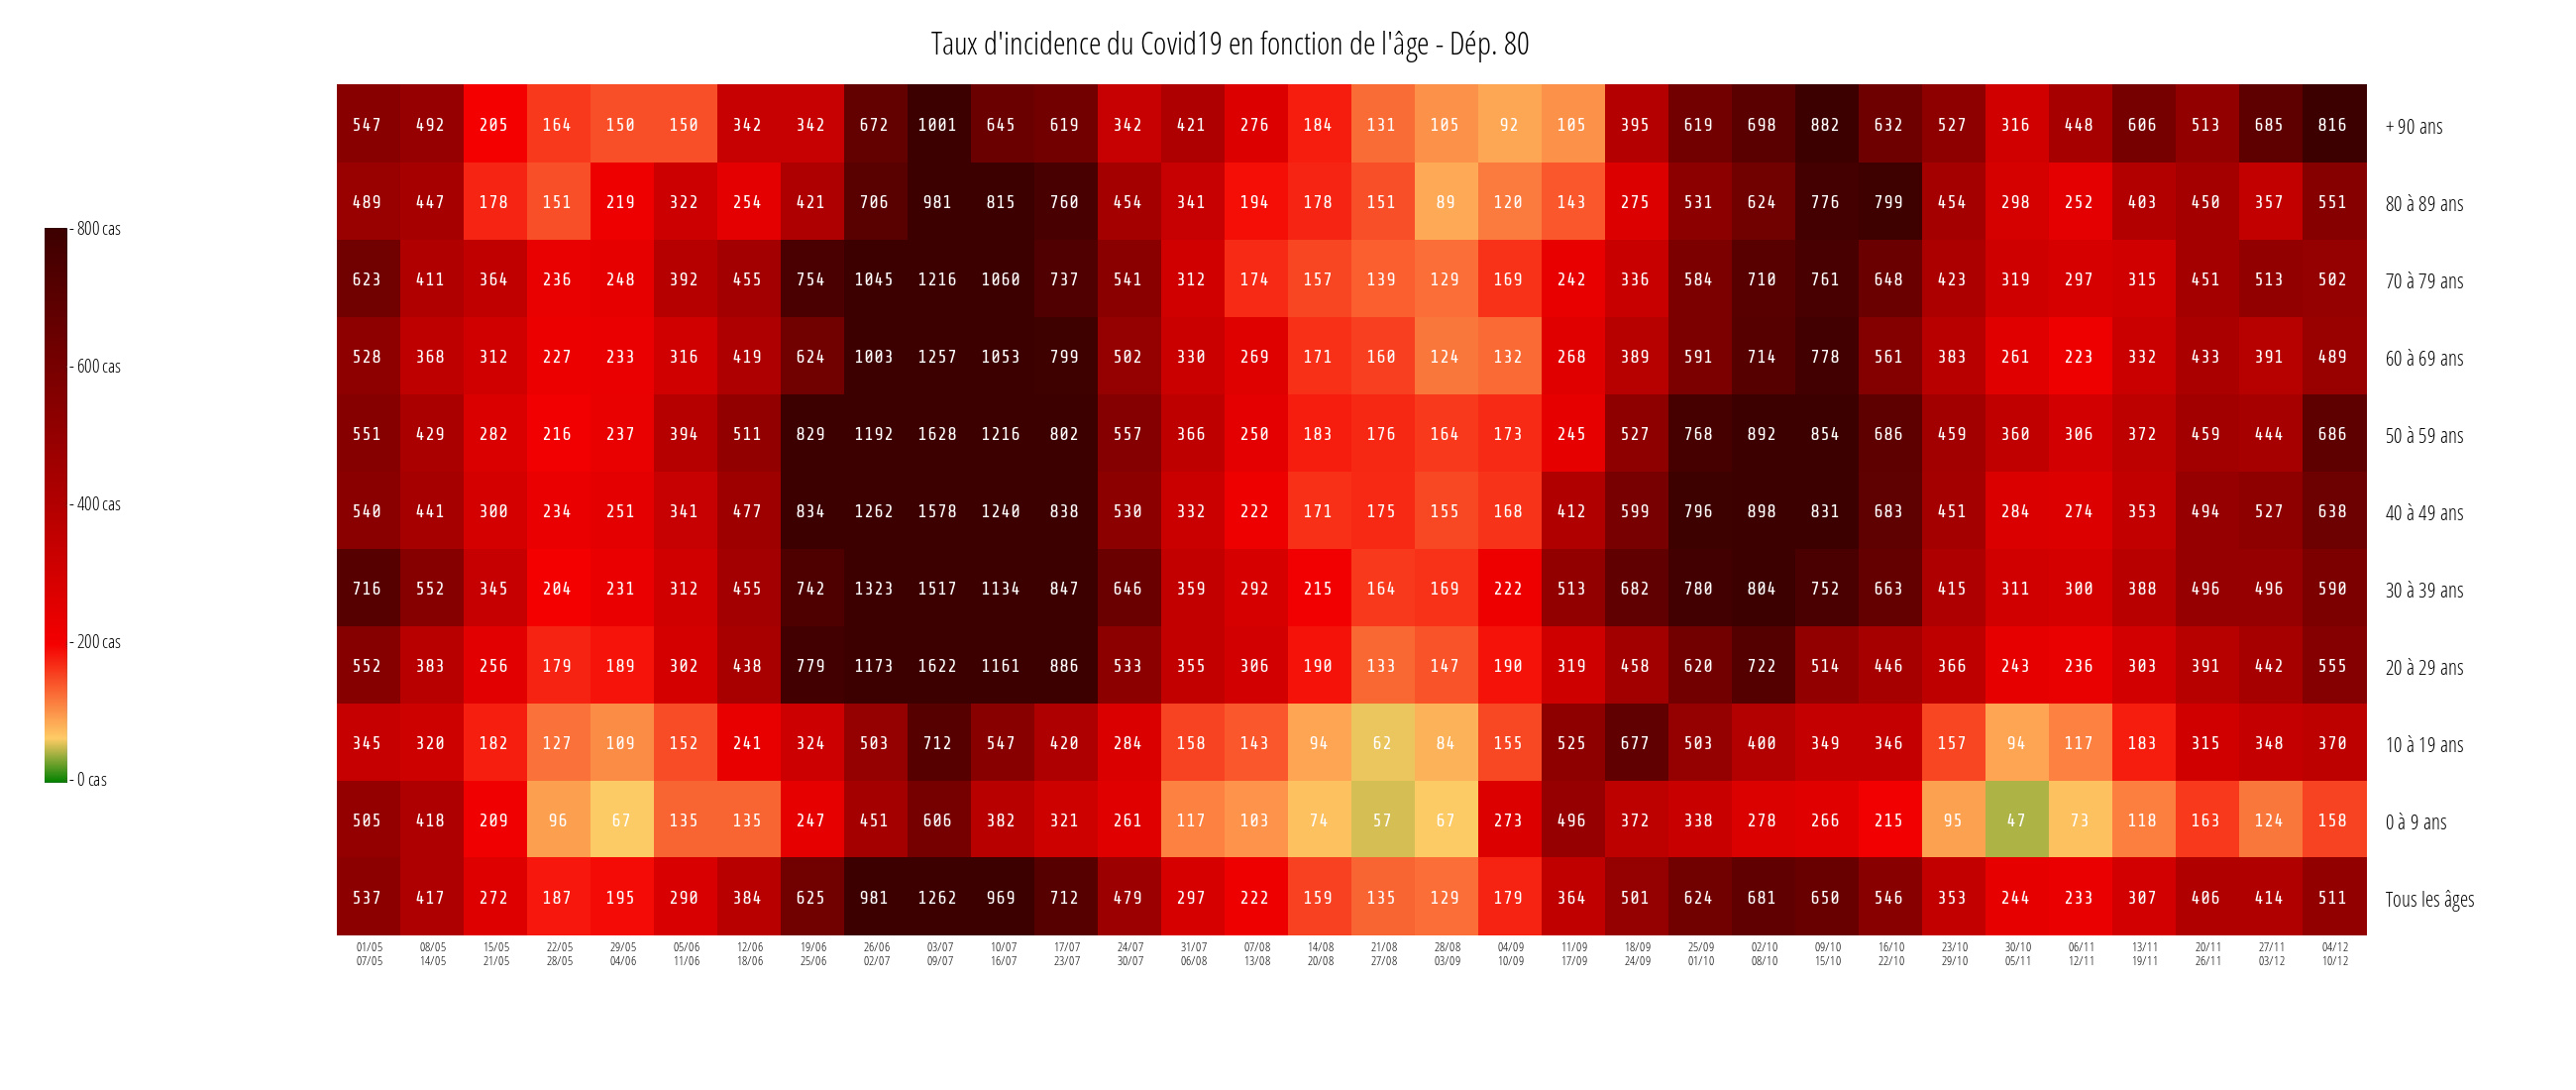 Taux d'incidence du Covid19 en fonction de l'âge - Dép. 80
547 492 205 164 150 150 342 342 672 1001 645 619 342 421 276 184 131 105 92 105 395 619 698 882 632 527 316 448 606 513 685 816 + 90 ans
489 447 178 151 219 322 254 421 706 981 815 760 454 341 194 178 151 89 120 143 275 531 624 776 799 454 298 252 403 450 357 551 80 à 89 ans
- 800 cas
623 411 364 236 248 392 455 754 1045 1216 1060 737 541 312 174 157 139 129 169 242 336 584 710 761 648 423 319 297 315 451 513 502 70 à 79 ans
528 368 312 227 233 316 419 624 1003 1257 1053 799 502 330 269 171 160 124 132 268 389 591 714 778 561 383 261 223 332 433 391 489 60 à 69 ans
- 600 cas
551 429 282 216 237 394 511 829 1192 1628 1216 802 557 366 250 183 176 164 173 245 527 768 892 854 686 459 360 306 372 459 444 686 50 à 59 ans
- 400 cas
540 441 300 234 251 341 477 834 1262 1578 1240 838 530 332 222 171 175 155 168 412 599 796 898 831 683 451 284 274 353 494 527 638 40 à 49 ans
716 552 345 204 231 312 455 742 1323 1517 1134 847 646 359 292 215 164 169 222 513 682 780 804 752 663 415 311 300 388 496 496 590 30 à 39 ans
- 200 cas
552 383 256 179 189 302 438 779 1173 1622 1161 886 533 355 306 190 133 147 190 319 458 620 722 514 446 366 243 236 303 391 442 555 20 à 29 ans
345 320 182 127 109 152 241 324 503 712 547 420 284 158 143 94 62 84 155 525 677 503 400 349 346 157 94 117 183 315 348 370 10 à 19 ans
- 0 cas
505 418 209 96 67 135 135 247 451 606 382 321 261 117 103 74 57 67 273 496 372 338 278 266 215 95 47 73 118 163 124 158 0 à 9 ans
537 417 272 187 195 290 384 625 981 1262 969 712 479 297 222 159 135 129 179 364 501 624 681 650 546 353 244 233 307 406 414 511 Tous les âges
01/05 08/05 15/05 22/05 29/05 05/06 12/06 19/06 26/06 03/07 10/07 17/07 24/07 31/07 07/08 14/08 21/08 28/08 04/09 11/09 18/09 25/09 02/10 09/10 16/10 23/10 30/10 06/11 13/11 20/11 27/11 04/12
07/05 14/05 21/05 28/05 04/06 11/06 18/06 25/06 02/07 09/07 16/07 23/07 30/07 06/08 13/08 20/08 27/08 03/09 10/09 17/09 24/09 01/10 08/10 15/10 22/10 29/10 05/11 12/11 19/11 26/11 03/12 10/12